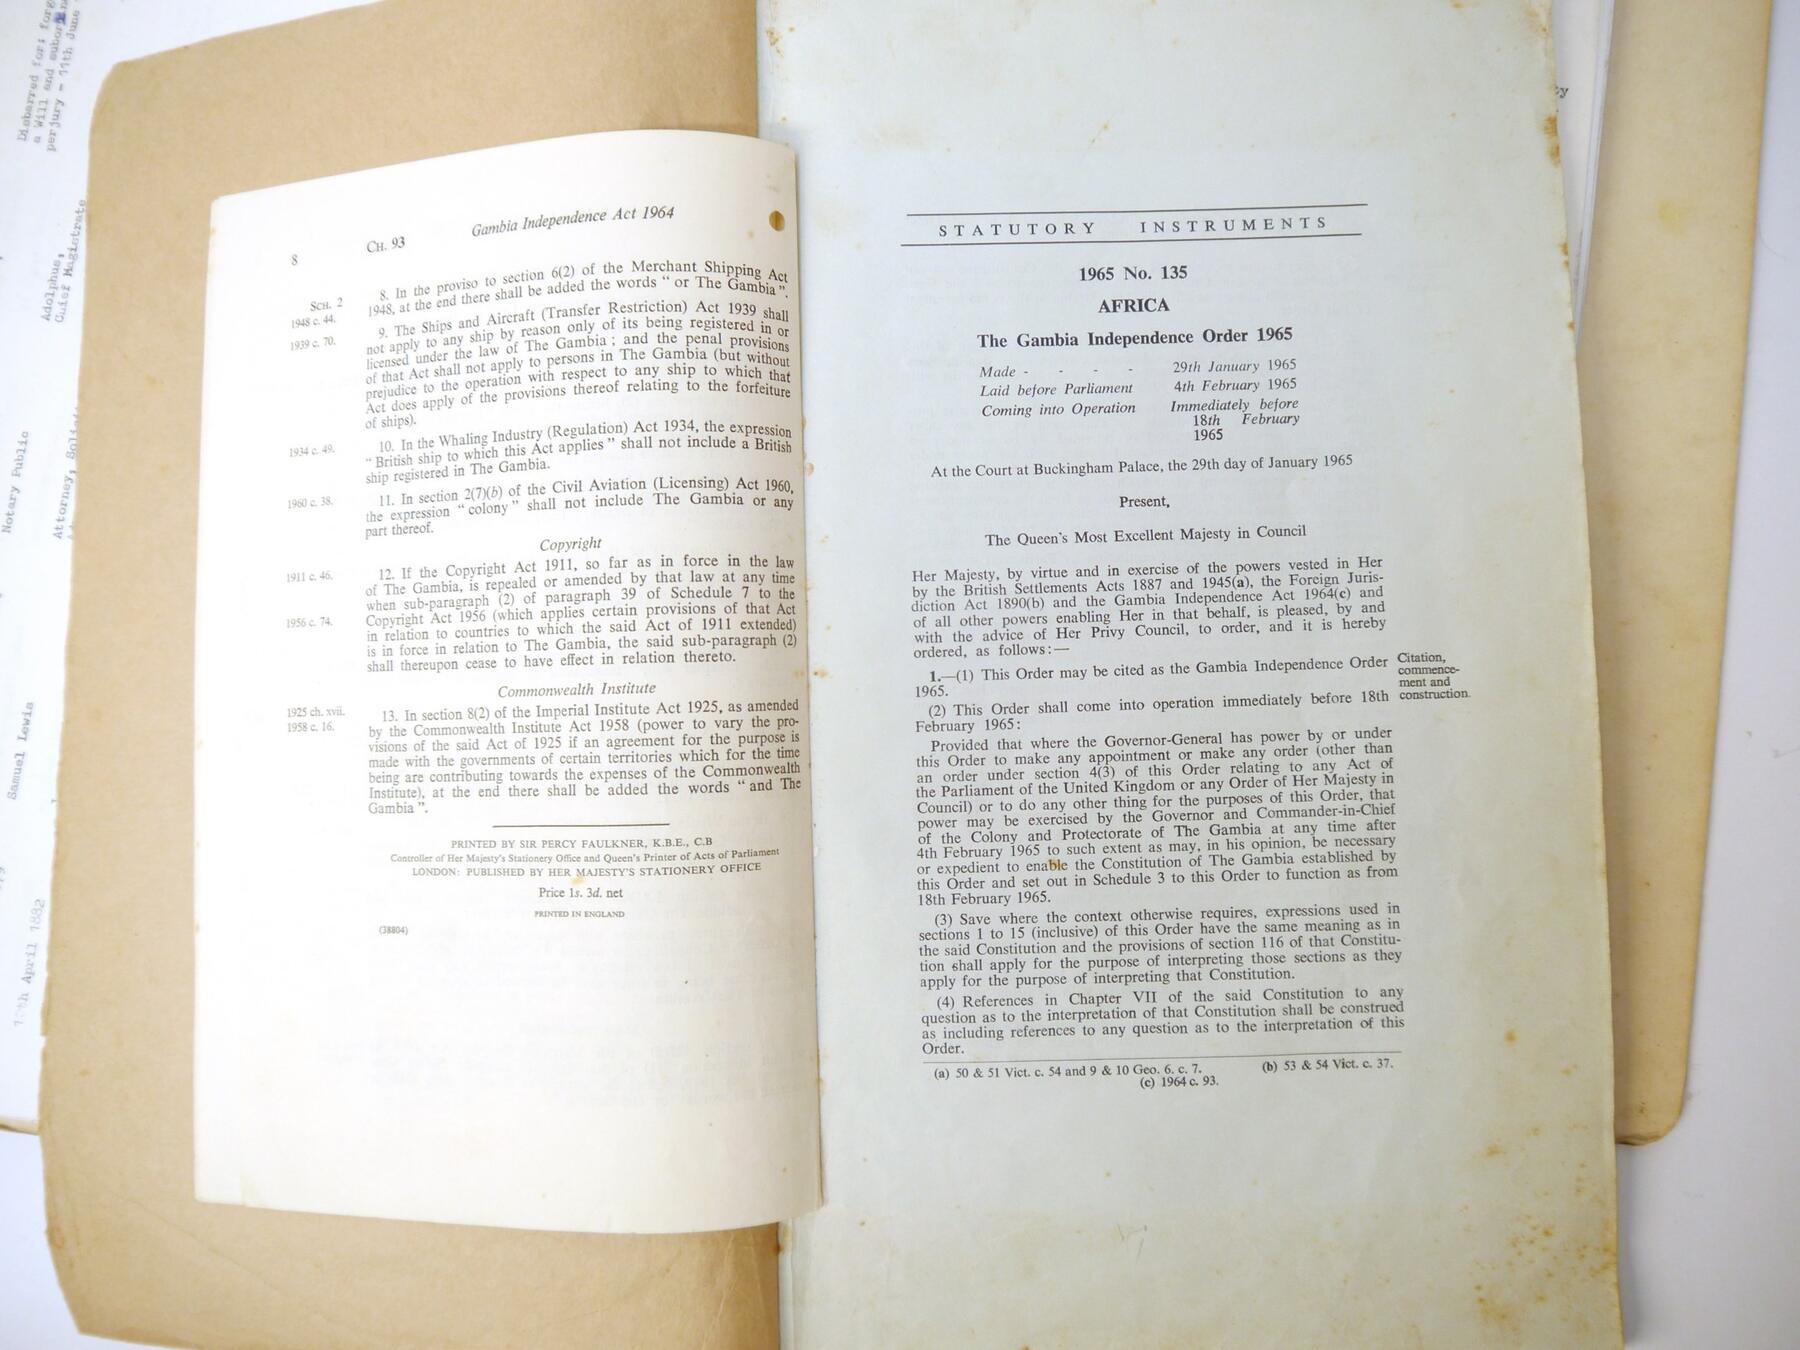 Disbarred for; forg
a Will and suborn
perjury - 11th June
Adolphus,
Chief Magistrate
Notary Public
Attorney, Solic
Samuel Lewis
April 1882
Gambia Independence Act 1964
8
CH. 93
SCH. 2
1948 c. 44.
8. In the proviso to section 6(2) of the Merchant Shipping Act
1948, at the end there shall be added the words “ or The Gambia ”.
1939 c. 70.
9. The Ships and Aircraft (Transfer Restriction) Act 1939 shall
not apply to any ship by reason only of its being registered in or
licensed under the law of The Gambia ; and the penal provisions
of that Act shall not apply to persons in The Gambia (but without
prejudice to the operation with respect to any ship to which that
Act does apply of the provisions thereof relating to the forfeiture
of ships).
1934 c. 49.
10. In the Whaling Industry (Regulation) Act 1934, the expression
“ British ship to which this Act applies ” shall not include a British
ship registered in The Gambia.
1960 c. 38.
11. In section 2(7)(b) of the Civil Aviation (Licensing) Act 1960,
the expression “ colony ” shall not include The Gambia or any
part thereof.
Copyright
1911 c. 46.
12. If the Copyright Act 1911, so far as in force in the law
of The Gambia, is repealed or amended by that law at any time
when sub-paragraph (2) of paragraph 39 of Schedule 7 to the
1956 c. 74.
Copyright Act 1956 (which applies certain provisions of that Act
in relation to countries to which the said Act of 1911 extended)
is in force in relation to The Gambia, the said sub-paragraph (2)
shall thereupon cease to have effect in relation thereto.
Commonwealth Institute
1925 ch. xvii.
1958 c. 16.
13. In section 8(2) of the Imperial Institute Act 1925, as amended
by the Commonwealth Institute Act 1958 (power to vary the pro-
visions of the said Act of 1925 if an agreement for the purpose is
made with the governments of certain territories which for the time
being are contributing towards the expenses of the Commonwealth
Institute), at the end there shall be added the words “ and The
Gambia ”.
PRINTED BY SIR PERCY FAULKNER, K.B.E., C.B
Controller of Her Majesty's Stationery Office and Queen's Printer of Acts of Parliament
LONDON: PUBLISHED BY HER MAJESTY'S STATIONERY OFFICE
Price 1s. 3d. net
PRINTED IN ENGLAND
(38804)
STATUTORY INSTRUMENTS
1965 No. 135
AFRICA
The Gambia Independence Order 1965
Made - - - - 29th January 1965
Laid before Parliament 4th February 1965
Coming into Operation Immediately before
18th February
1965
At the Court at Buckingham Palace, the 29th day of January 1965
Present,
The Queen's Most Excellent Majesty in Council
Her Majesty, by virtue and in exercise of the powers vested in Her
by the British Settlements Acts 1887 and 1945(a), the Foreign Juris-
diction Act 1890(b) and the Gambia Independence Act 1964(c) and
of all other powers enabling Her in that behalf, is pleased, by and
with the advice of Her Privy Council, to order, and it is hereby
ordered, as follows:—
1.—(1) This Order may be cited as the Gambia Independence Order
1965.
Citation,
commence-
ment and
construction.
(2) This Order shall come into operation immediately before 18th
February 1965:
Provided that where the Governor-General has power by or under
this Order to make any appointment or make any order (other than
an order under section 4(3) of this Order relating to any Act of
the Parliament of the United Kingdom or any Order of Her Majesty in
Council) or to do any other thing for the purposes of this Order, that
power may be exercised by the Governor and Commander-in-Chief
of the Colony and Protectorate of The Gambia at any time after
4th February 1965 to such extent as may, in his opinion, be necessary
or expedient to enable the Constitution of The Gambia established by
this Order and set out in Schedule 3 to this Order to function as from
18th February 1965.
(3) Save where the context otherwise requires, expressions used in
sections 1 to 15 (inclusive) of this Order have the same meaning as in
the said Constitution and the provisions of section 116 of that Constitu-
tion shall apply for the purpose of interpreting those sections as they
apply for the purpose of interpreting that Constitution.
(4) References in Chapter VII of the said Constitution to any
question as to the interpretation of that Constitution shall be construed
as including references to any question as to the interpretation of this
Order.
(a) 50 & 51 Vict. c. 54 and 9 & 10 Geo. 6. c. 7. (b) 53 & 54 Vict. c. 37.
(c) 1964 c. 93.